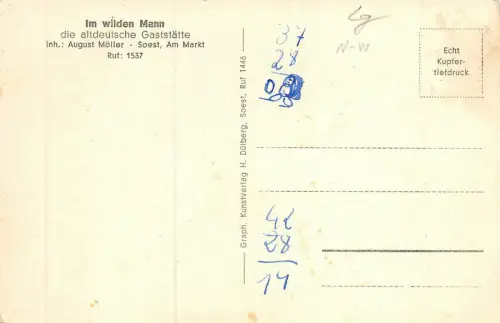 Im wilden Mann
die altdeutsche Gaststätte
Inh.: August Möller - Soest, Am Markt
Ruf: 1537
Graph. Kunstverlag H. Dülberg, Soest, Ruf 1446
37
28
N-W
Echt
Kupfer-
tiefdruck
42
28
14